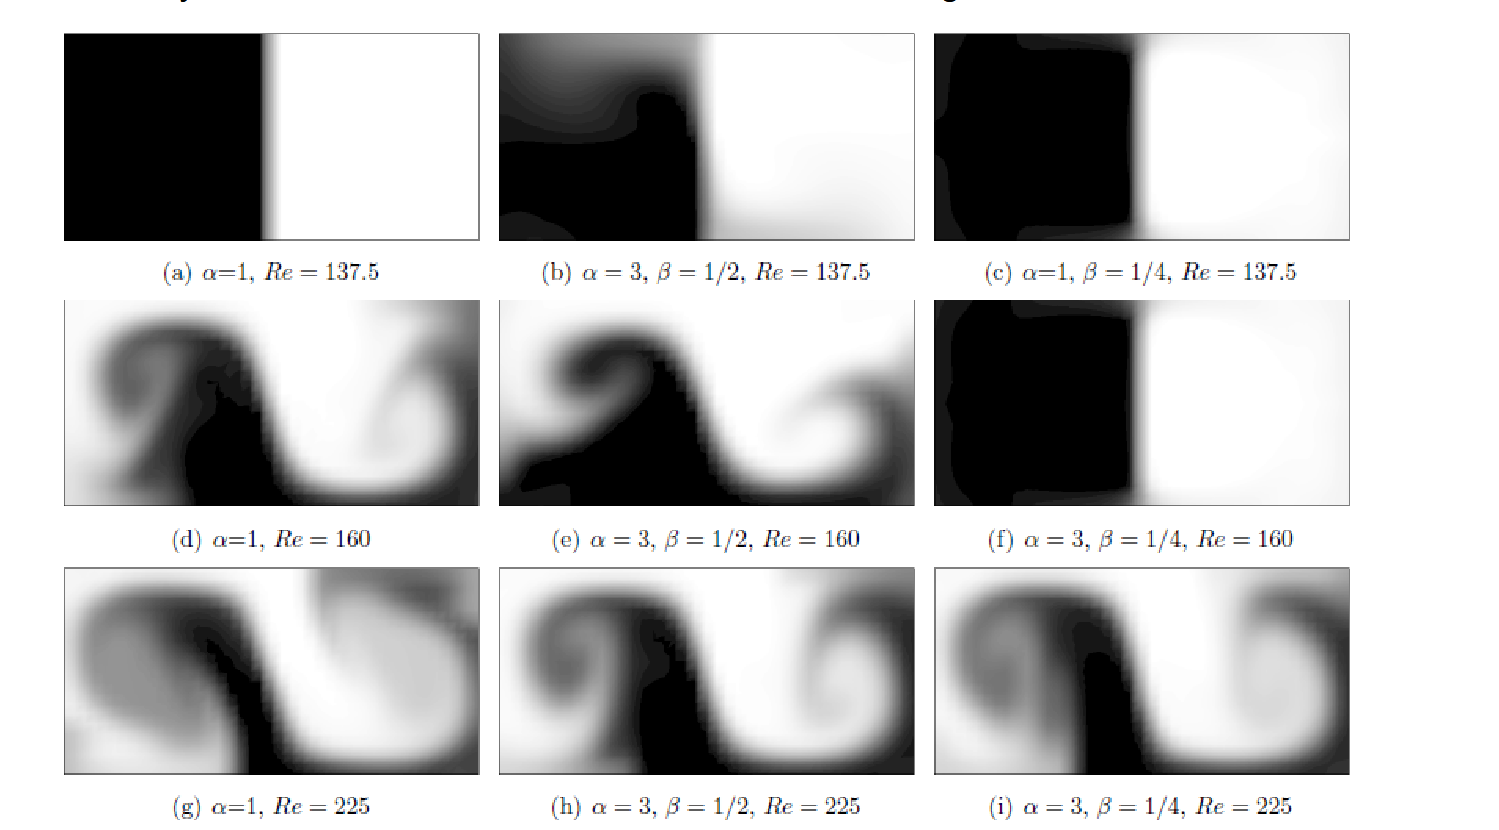 (a) α=1, Re = 137.5
(b) α = 3, β = 1/2, Re = 137.5
(c) α=1, β = 1/4, Re = 137.5
(d) α=1, Re = 160
(e) α = 3, β = 1/2, Re = 160
(f) α = 3, β = 1/4, Re = 160
(g) α=1, Re = 225
(h) α = 3, β = 1/2, Re = 225
(i) α = 3, β = 1/4, Re = 225